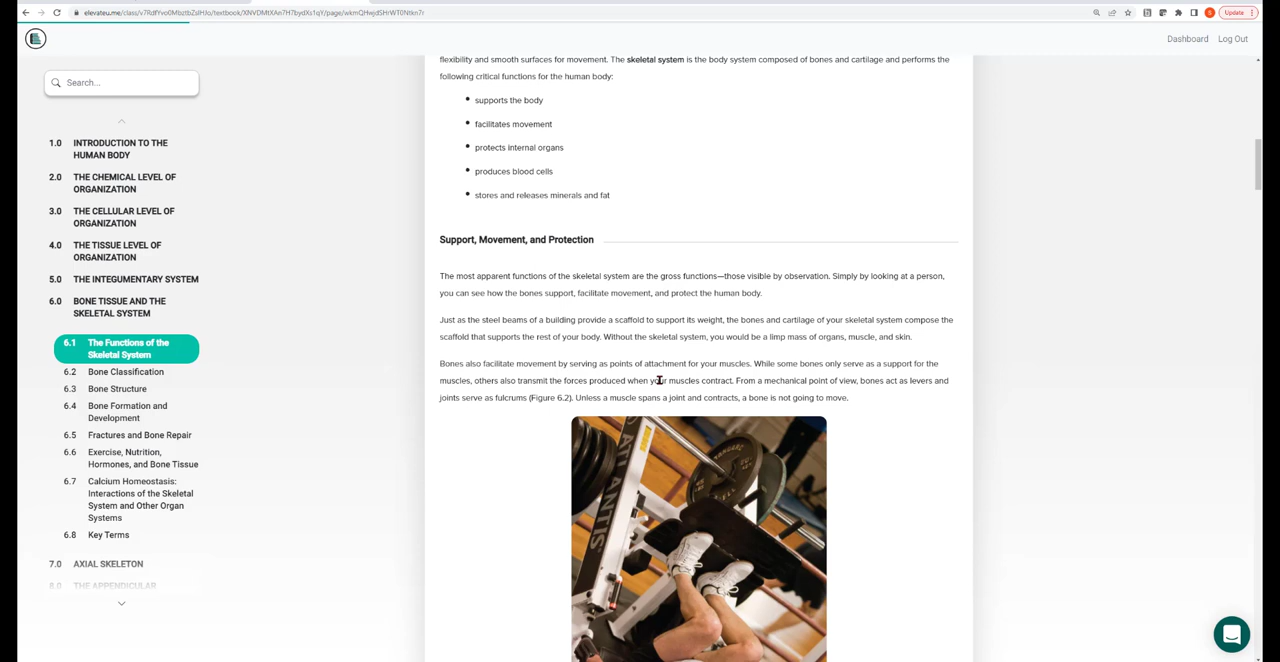 elevateu.me/class/
Update
Dashboard Log Out
Search...
1.0 INTRODUCTION TO THE
HUMAN BODY
2.0 THE CHEMICAL LEVEL OF
ORGANIZATION
3.0 THE CELLULAR LEVEL OF
ORGANIZATION
4.0 THE TISSUE LEVEL OF
ORGANIZATION
5.0 THE INTEGUMENTARY SYSTEM
6.0 BONE TISSUE AND THE
SKELETAL SYSTEM
6.1 The Functions of the
Skeletal System
6.2 Bone Classification
6.3 Bone Structure
6.4 Bone Formation and
Development
6.5 Fractures and Bone Repair
6.6 Exercise, Nutrition,
Hormones, and Bone Tissue
6.7 Calcium Homeostasis:
Interactions of the Skeletal
System and Other Organ
Systems
6.8 Key Terms
7.0 AXIAL SKELETON
8.0 THE APPENDICULAR
flexibility and smooth surfaces for movement. The skeletal system is the body system composed of bones and cartilage and performs the
following critical functions for the human body:
• supports the body
• facilitates movement
• protects internal organs
• produces blood cells
• stores and releases minerals and fat
Support, Movement, and Protection
The most apparent functions of the skeletal system are the gross functions—those visible by observation. Simply by looking at a person,
you can see how the bones support, facilitate movement, and protect the human body.
Just as the steel beams of a building provide a scaffold to support its weight, the bones and cartilage of your skeletal system compose the
scaffold that supports the rest of your body. Without the skeletal system, you would be a limp mass of organs, muscle, and skin.
Bones also facilitate movement by serving as points of attachment for your muscles. While some bones only serve as a support for the
muscles, others also transmit the forces produced when your muscles contract. From a mechanical point of view, bones act as levers and
joints serve as fulcrums (Figure 6.2). Unless a muscle spans a joint and contracts, a bone is not going to move.